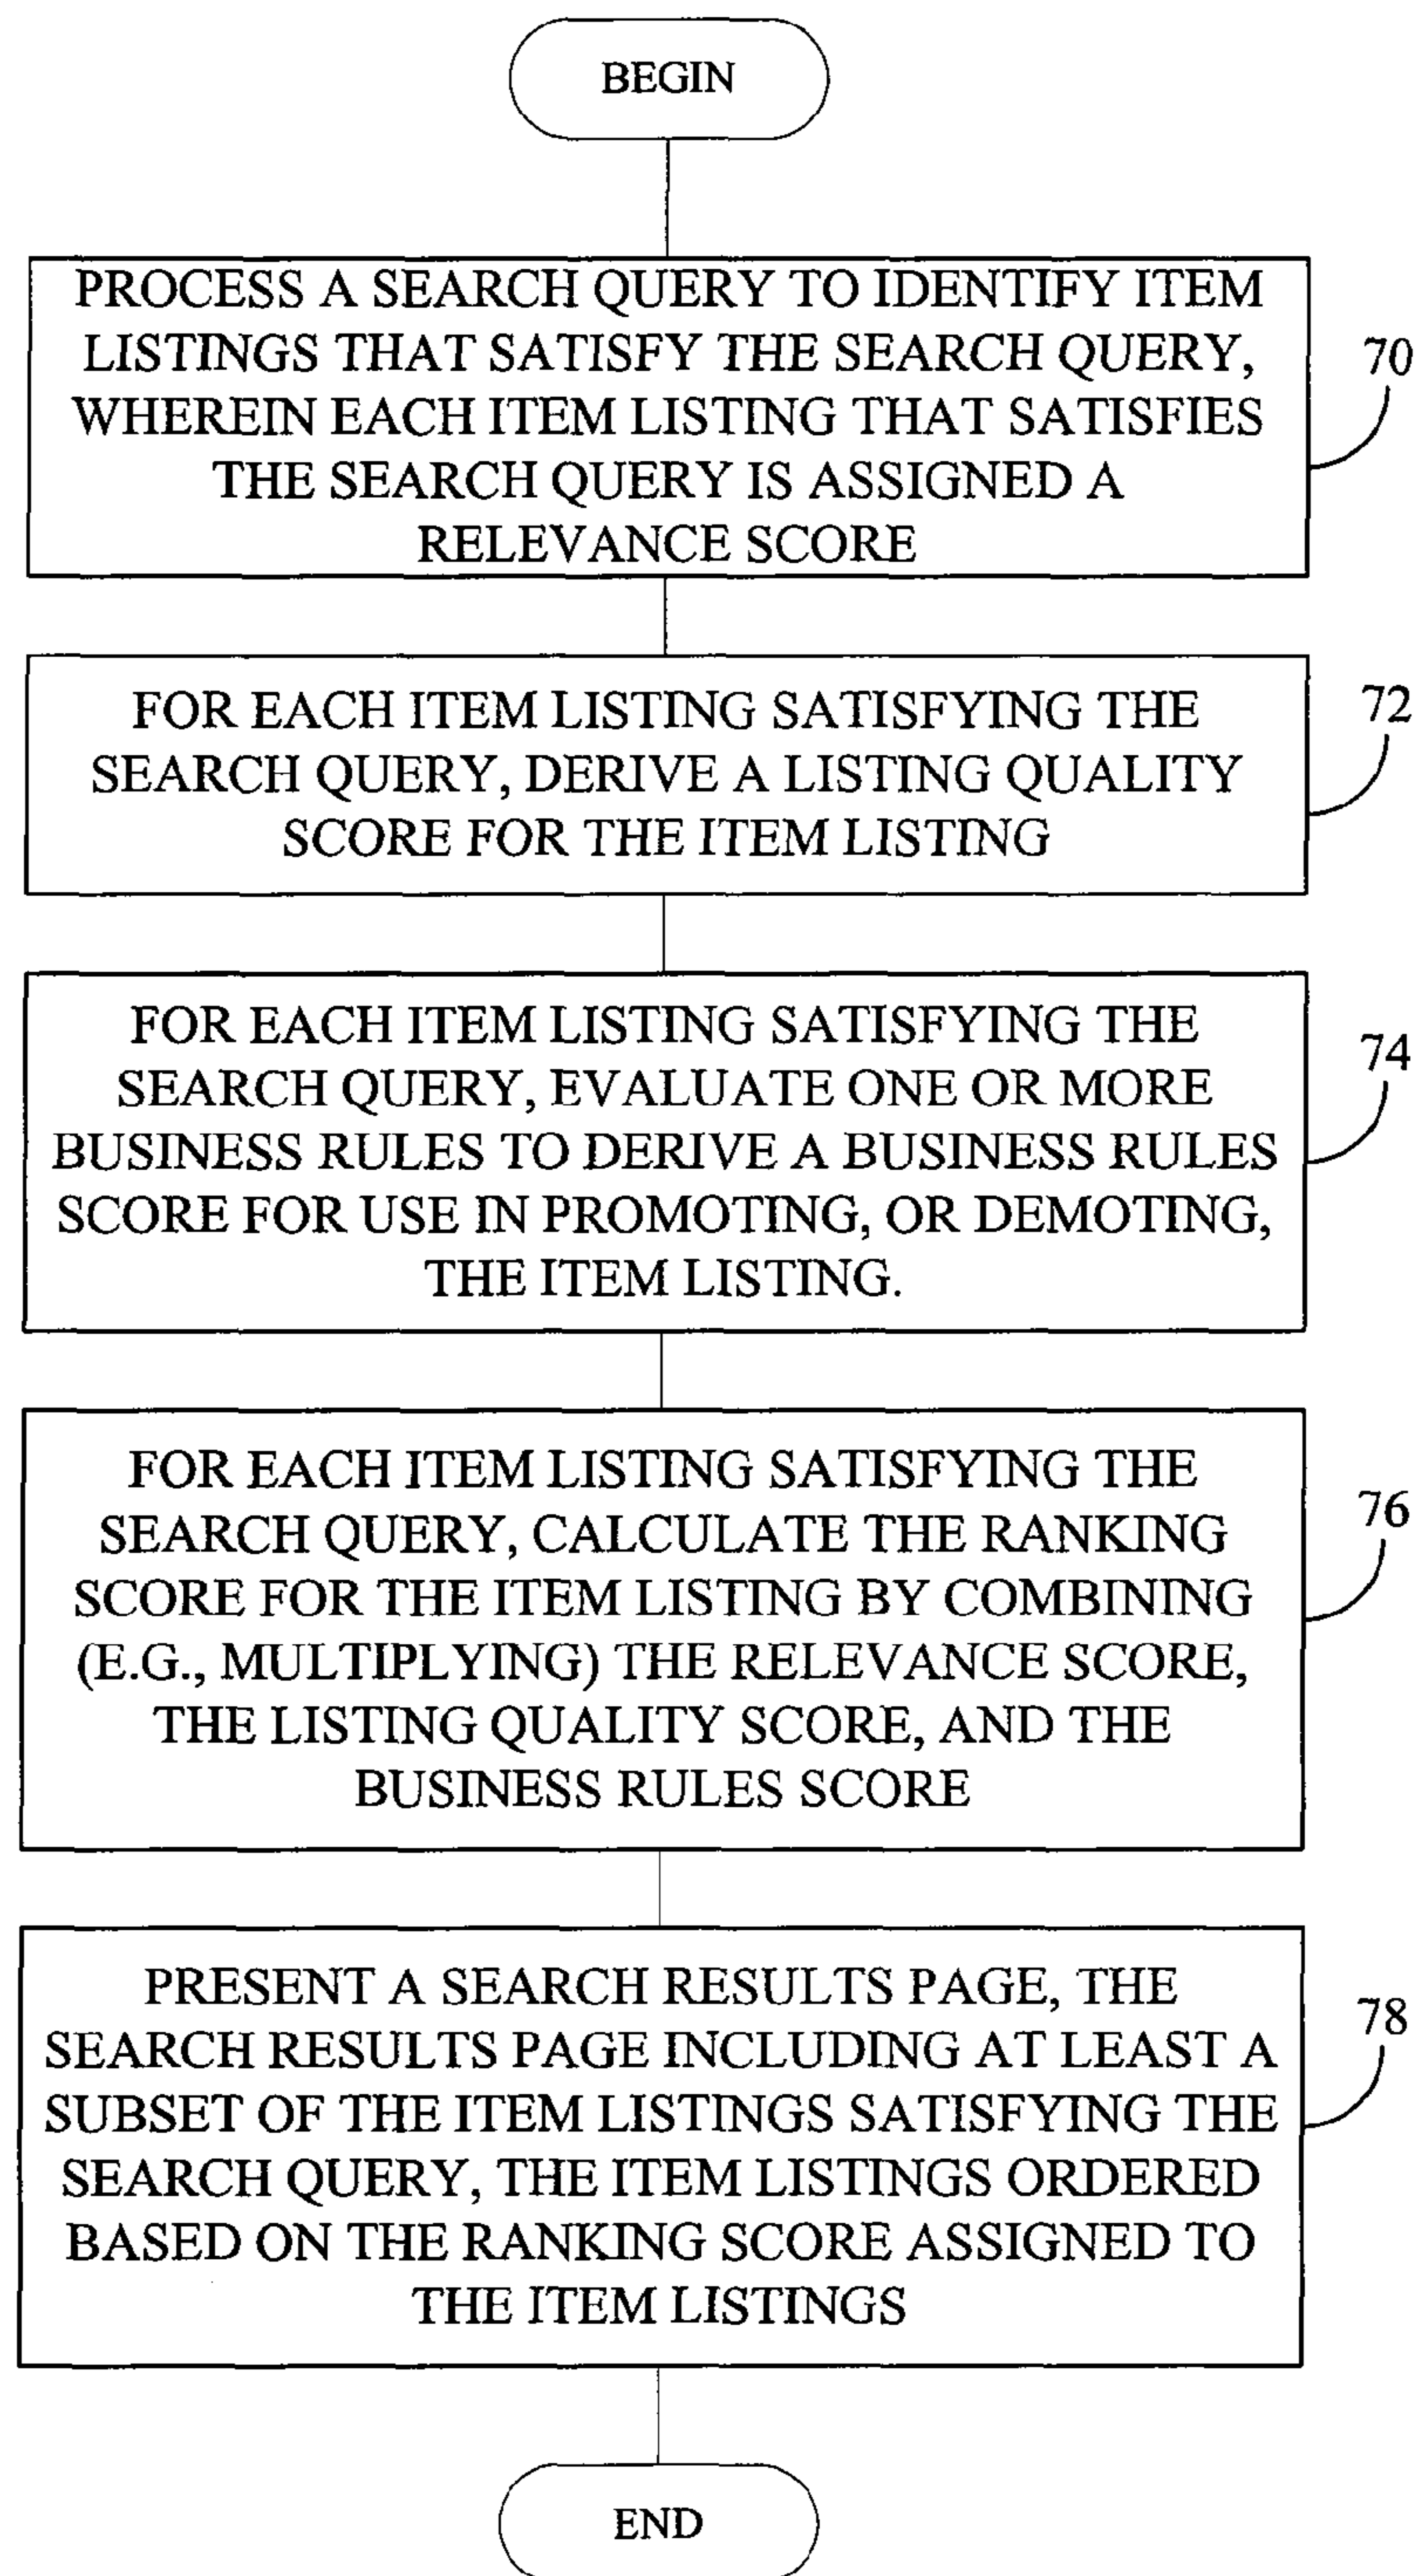 BEGIN
PROCESS A SEARCH QUERY TO IDENTIFY ITEM
LISTINGS THAT SATISFY THE SEARCH QUERY,
WHEREIN EACH ITEM LISTING THAT SATISFIES
THE SEARCH QUERY IS ASSIGNED A
RELEVANCE SCORE
70
FOR EACH ITEM LISTING SATISFYING THE
SEARCH QUERY, DERIVE A LISTING QUALITY
SCORE FOR THE ITEM LISTING
72
FOR EACH ITEM LISTING SATISFYING THE
SEARCH QUERY, EVALUATE ONE OR MORE
BUSINESS RULES TO DERIVE A BUSINESS RULES
SCORE FOR USE IN PROMOTING, OR DEMOTING,
THE ITEM LISTING.
74
FOR EACH ITEM LISTING SATISFYING THE
SEARCH QUERY, CALCULATE THE RANKING
SCORE FOR THE ITEM LISTING BY COMBINING
(E.G., MULTIPLYING) THE RELEVANCE SCORE,
THE LISTING QUALITY SCORE, AND THE
BUSINESS RULES SCORE
76
PRESENT A SEARCH RESULTS PAGE, THE
SEARCH RESULTS PAGE INCLUDING AT LEAST A
SUBSET OF THE ITEM LISTINGS SATISFYING THE
SEARCH QUERY, THE ITEM LISTINGS ORDERED
BASED ON THE RANKING SCORE ASSIGNED TO
THE ITEM LISTINGS
78
END